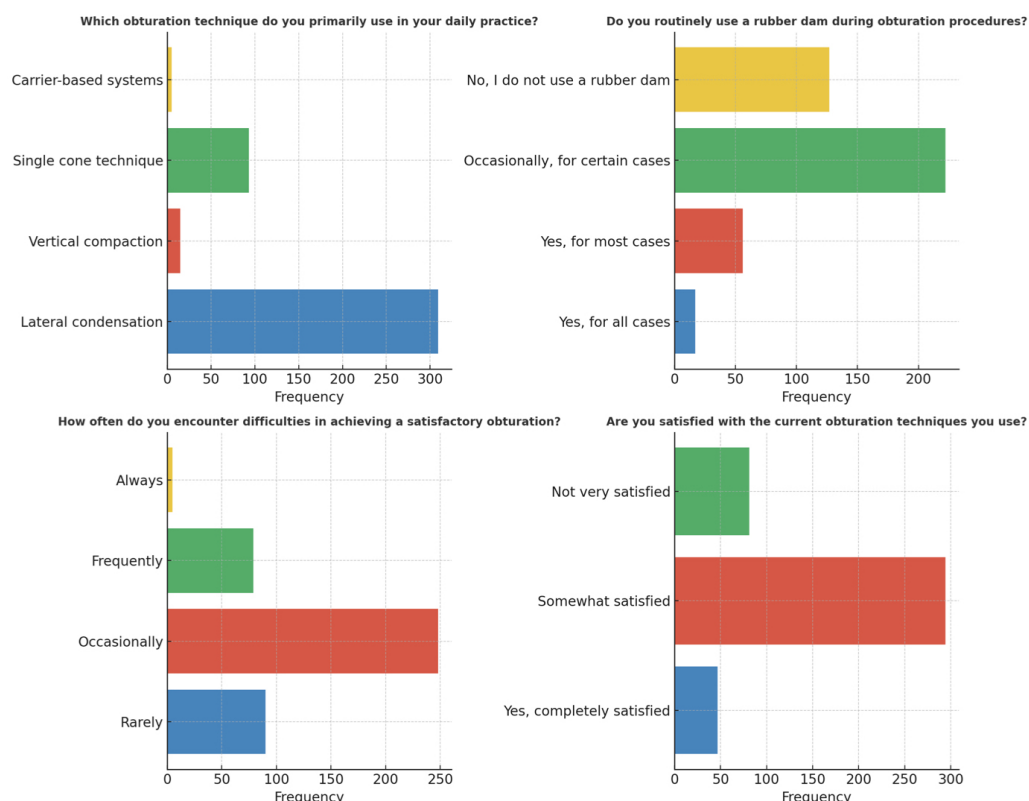 Which obturation technique do you primarily use in your daily practice?
Carrier-based systems
Single cone technique
Vertical compaction
Lateral condensation
0 50 100 150 200 250 300
Frequency
Do you routinely use a rubber dam during obturation procedures?
No, I do not use a rubber dam
Occasionally, for certain cases
Yes, for most cases
Yes, for all cases
0 50 100 150 200
Frequency
How often do you encounter difficulties in achieving a satisfactory obturation?
Always
Frequently
Occasionally
Rarely
0 50 100 150 200 250
Frequency
Are you satisfied with the current obturation techniques you use?
Not very satisfied
Somewhat satisfied
Yes, completely satisfied
0 50 100 150 200 250 300
Frequency